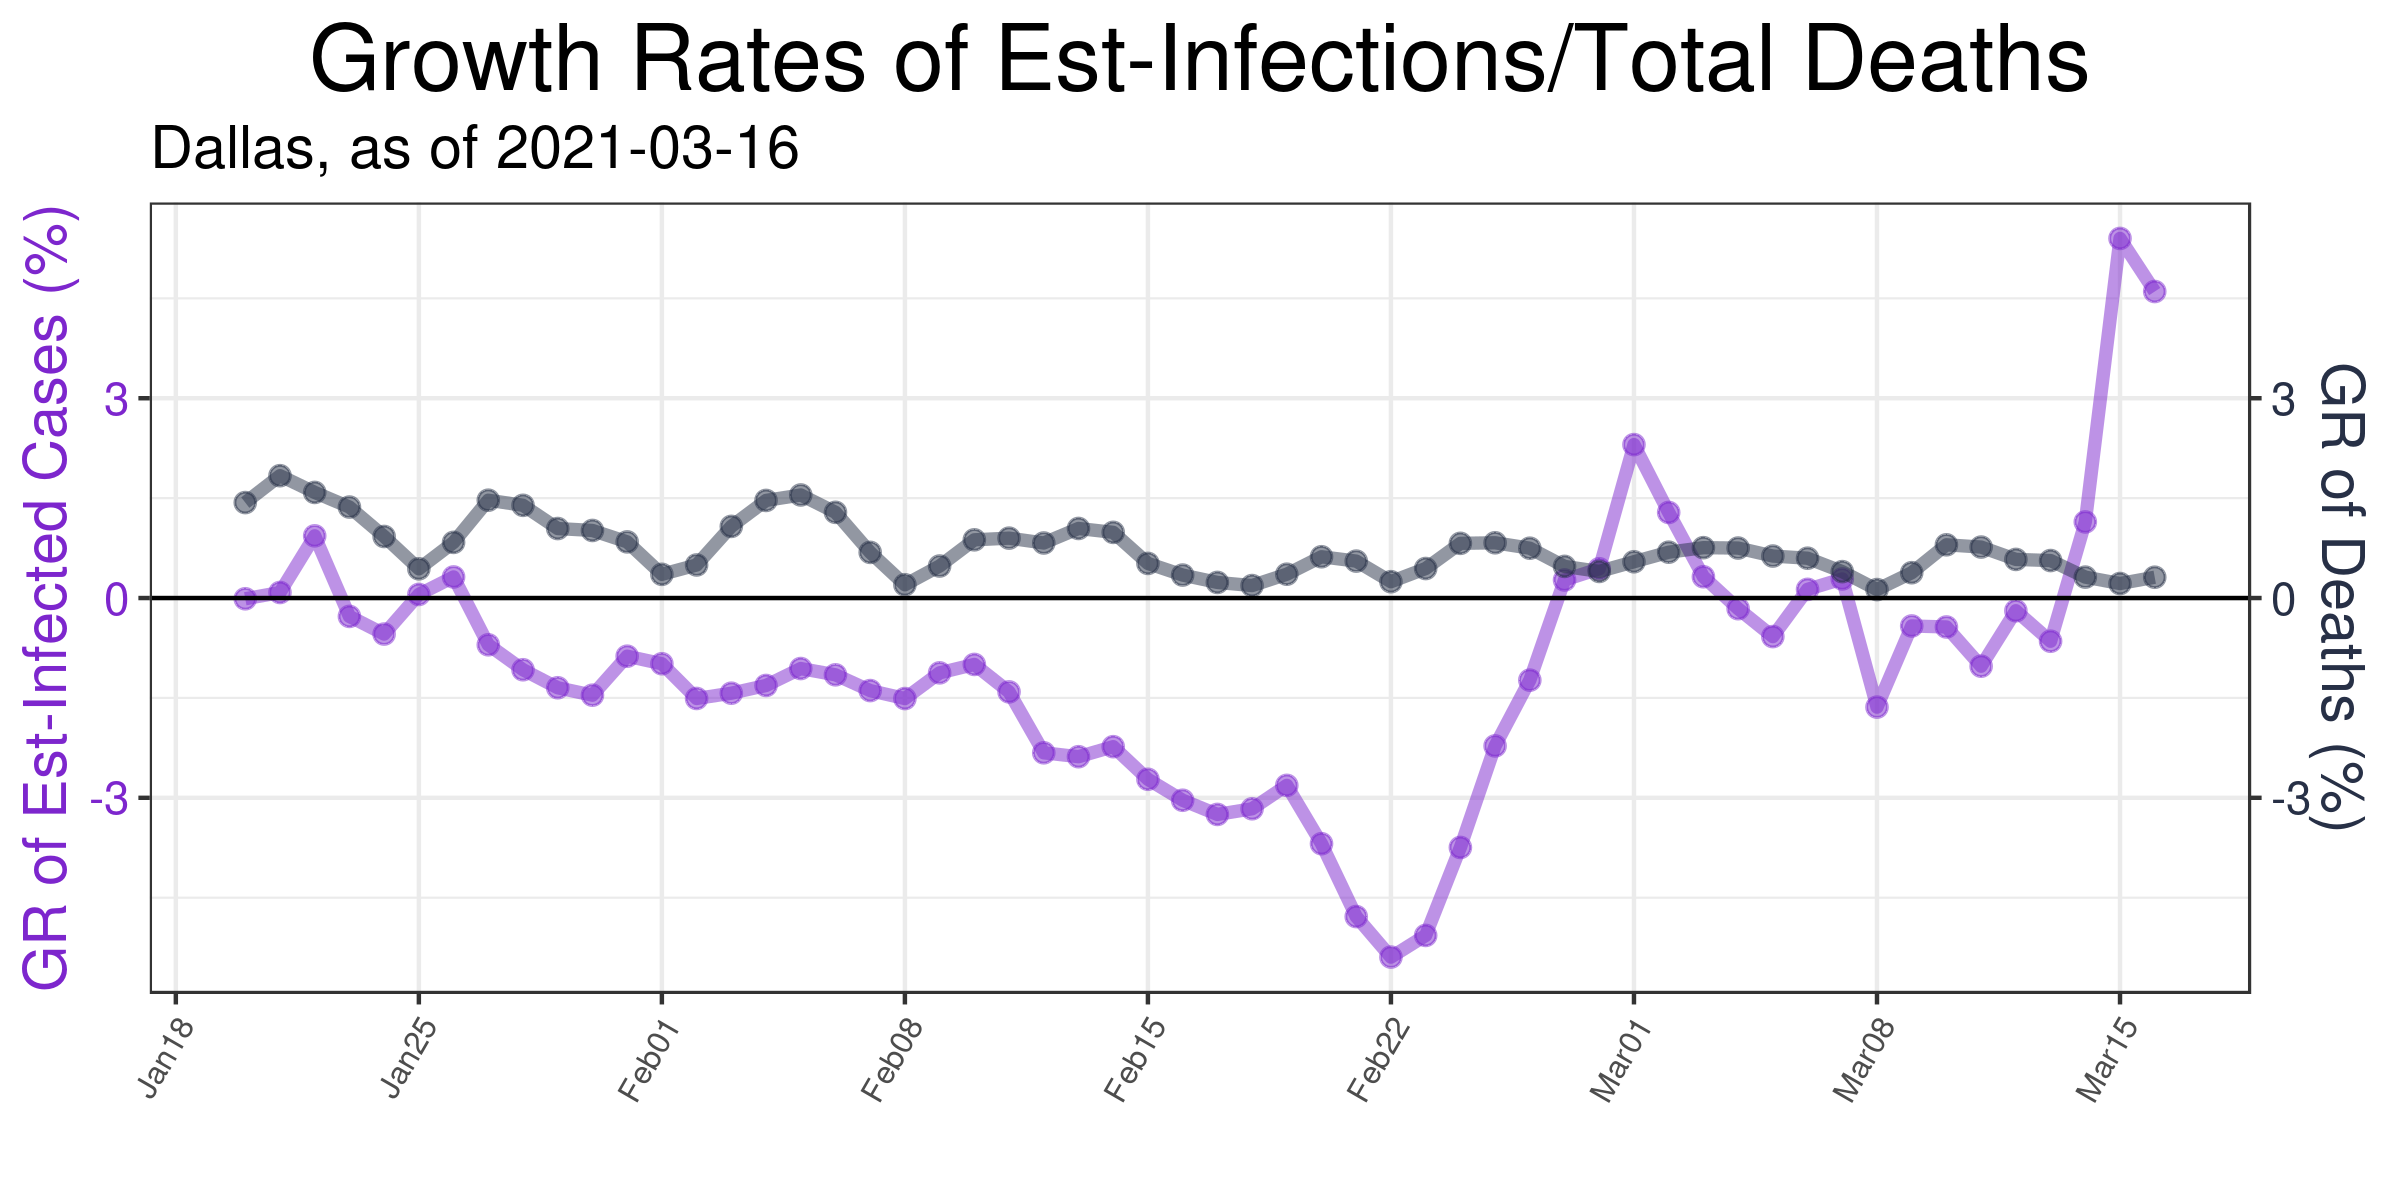 Growth Rates of Est-Infections/Total Deaths
Dallas, as of 2021-03-16
GR of Est-Infected Cases (%)
3
0
-3
3
0
-3
GR of Deaths (%)
Jan18
Jan25
Feb01
Feb08
Feb15
Feb22
Mar01
Mar08
Mar15